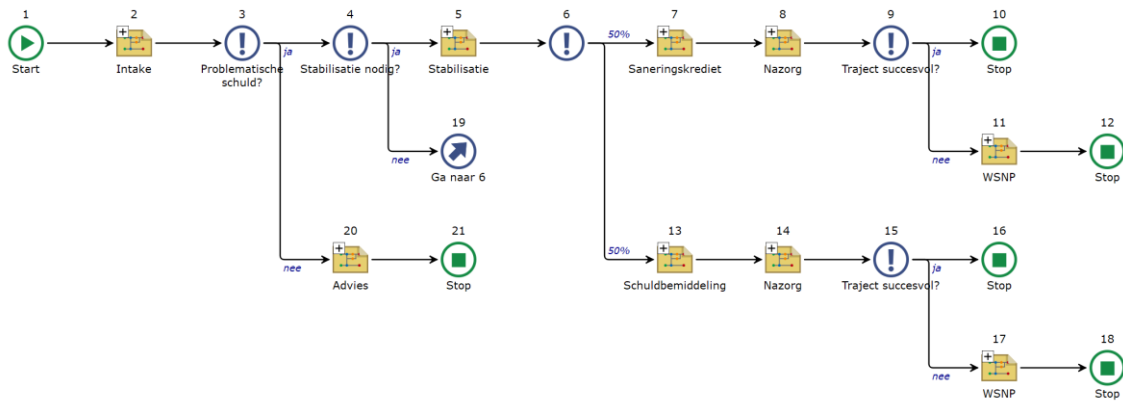 1 2 3 4 5 6 7 8 9 10
ja ja 50% ja
Start Intake Problematische schuld? Stabilisatie nodig? Stabilisatie Saneringskrediet Nazorg Traject succesvol? Stop
19 11 12
nee nee
Ga naar 6 WSNP Stop
20 21 13 14 15 16
nee 50% ja
Advies Stop Schuldbemiddeling Nazorg Traject succesvol? Stop
17 18
nee
WSNP Stop